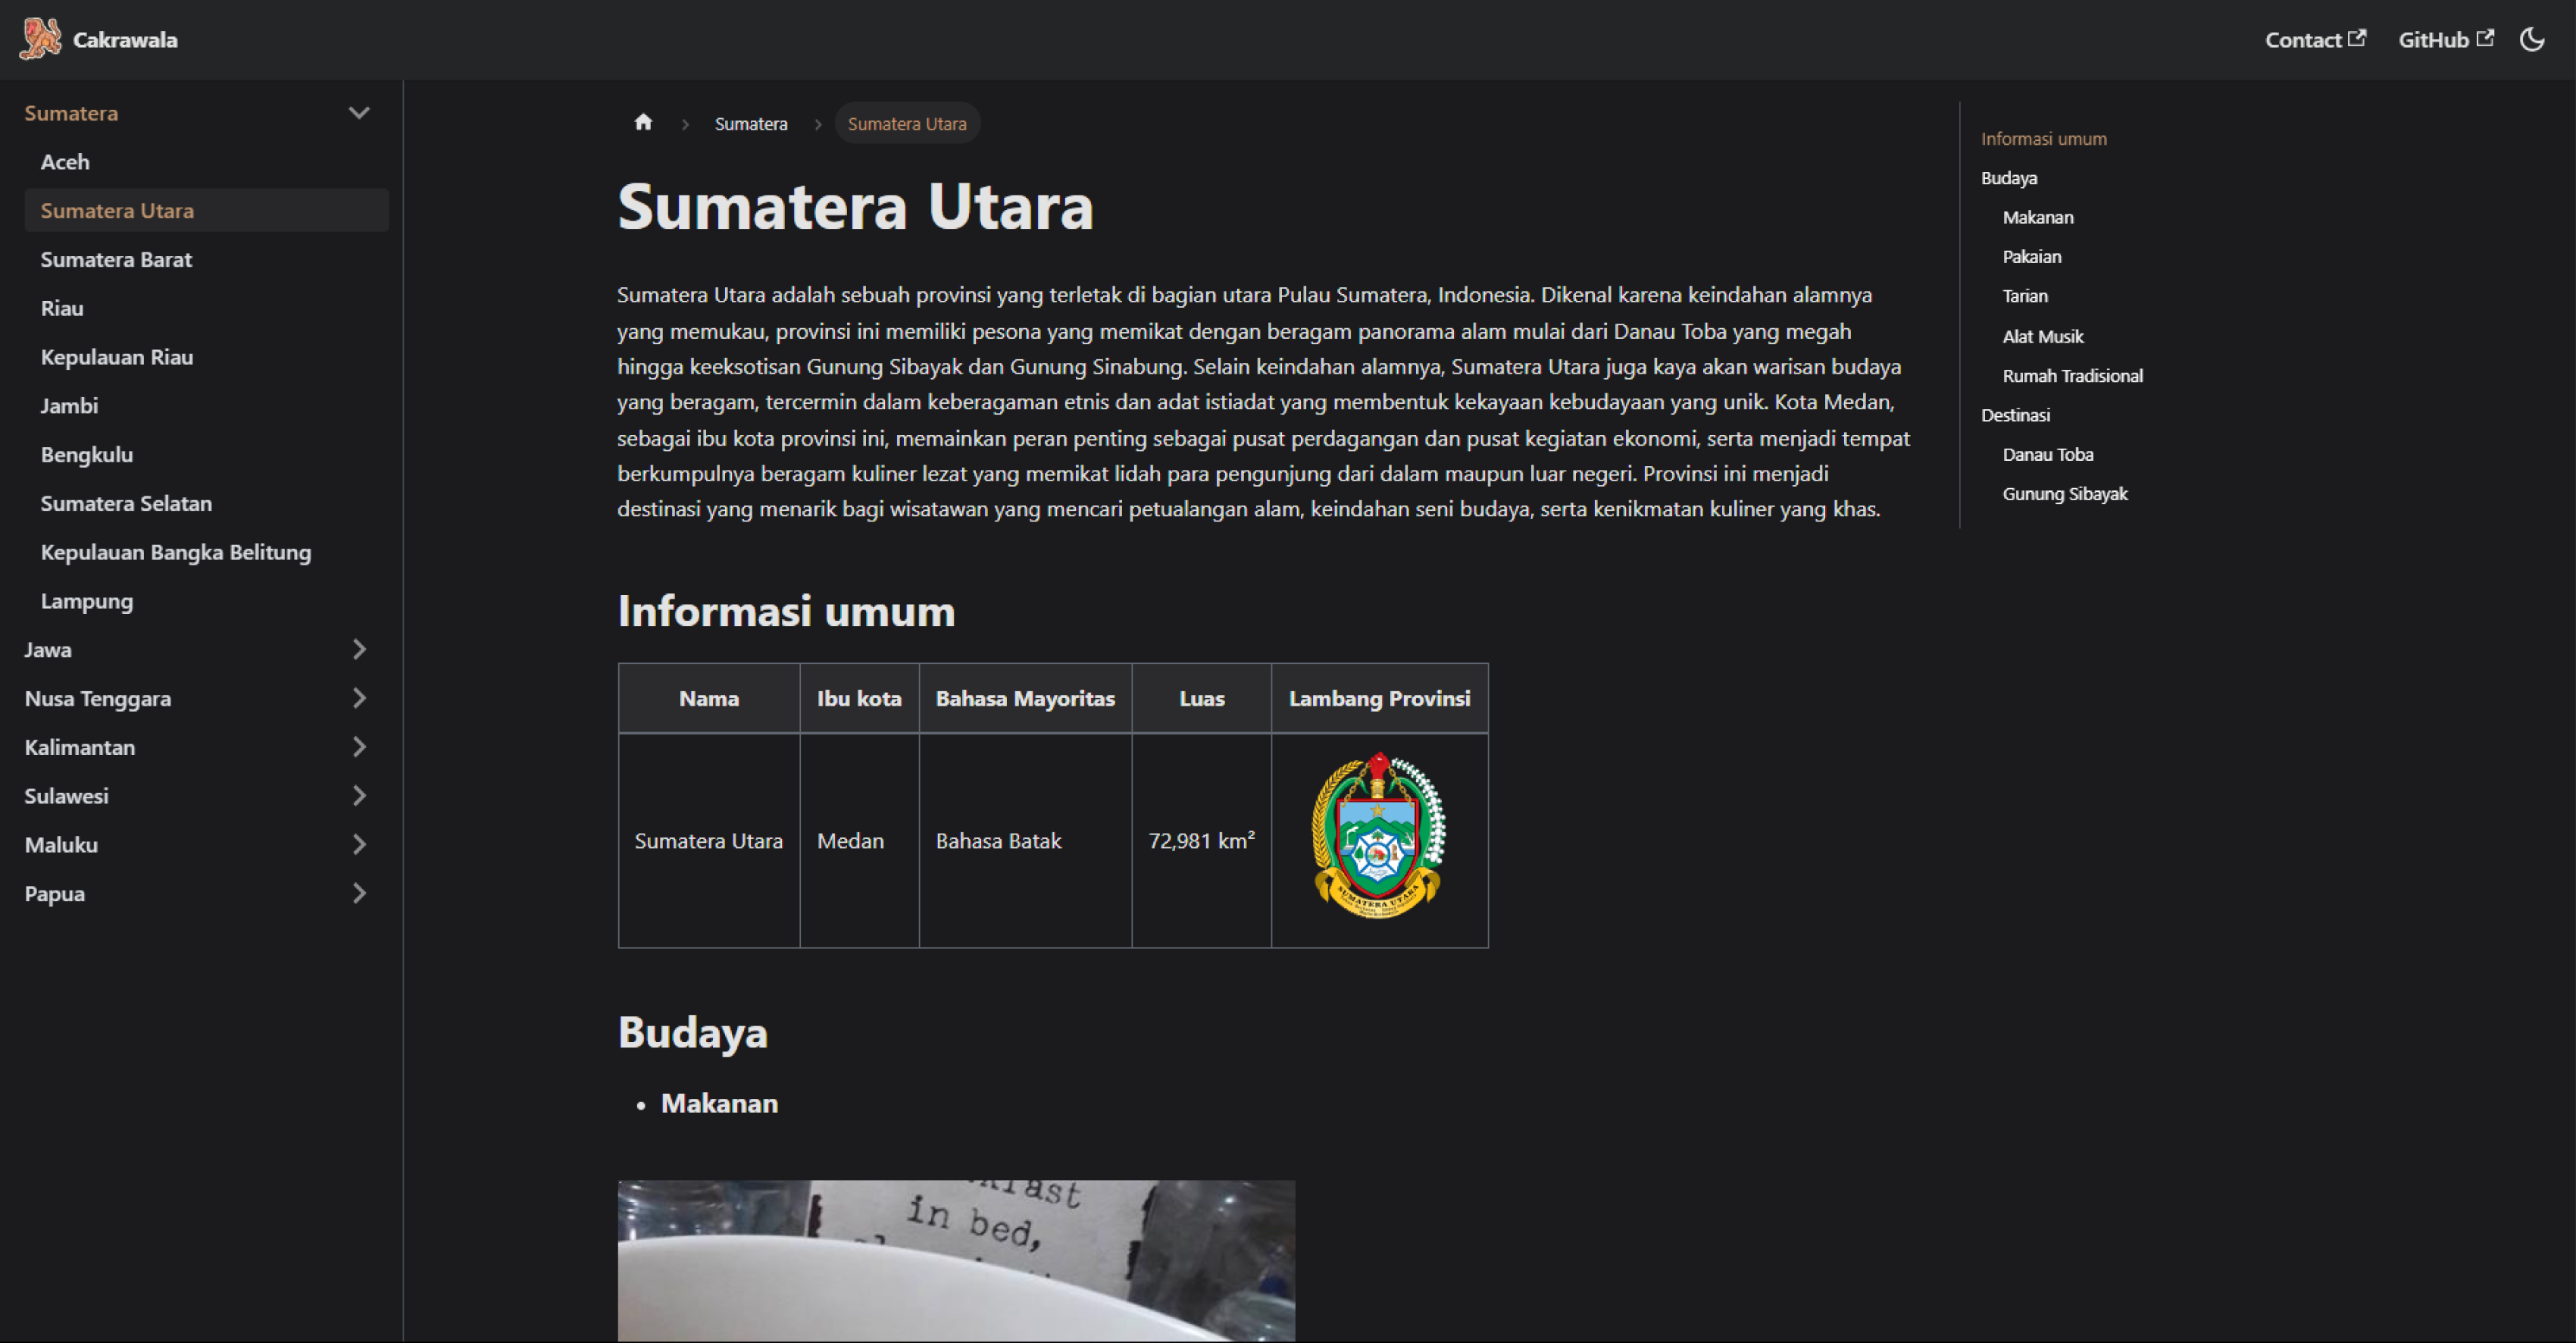 Cakrawala
Contact
GitHub
Sumatera
Aceh
Sumatera Utara
Sumatera Barat
Riau
Kepulauan Riau
Jambi
Bengkulu
Sumatera Selatan
Kepulauan Bangka Belitung
Lampung
Jawa
Nusa Tenggara
Kalimantan
Sulawesi
Maluku
Papua
Sumatera
Sumatera Utara
Sumatera Utara
Sumatera Utara adalah sebuah provinsi yang terletak di bagian utara Pulau Sumatera, Indonesia. Dikenal karena keindahan alamnya
yang memukau, provinsi ini memiliki pesona yang memikat dengan beragam panorama alam mulai dari Danau Toba yang megah
hingga keeksotisan Gunung Sibayak dan Gunung Sinabung. Selain keindahan alamnya, Sumatera Utara juga kaya akan warisan budaya
yang beragam, tercermin dalam keberagaman etnis dan adat istiadat yang membentuk kekayaan kebudayaan yang unik. Kota Medan,
sebagai ibu kota provinsi ini, memainkan peran penting sebagai pusat perdagangan dan pusat kegiatan ekonomi, serta menjadi tempat
berkumpulnya beragam kuliner lezat yang memikat lidah para pengunjung dari dalam maupun luar negeri. Provinsi ini menjadi
destinasi yang menarik bagi wisatawan yang mencari petualangan alam, keindahan seni budaya, serta kenikmatan kuliner yang khas.
Informasi umum
Nama Ibu kota Bahasa Mayoritas Luas Lambang Provinsi
Sumatera Utara Medan Bahasa Batak 72,981 km²
SUMATERA UTARA
Budaya
Makanan
in bed,
Informasi umum
Budaya
Makanan
Pakaian
Tarian
Alat Musik
Rumah Tradisional
Destinasi
Danau Toba
Gunung Sibayak